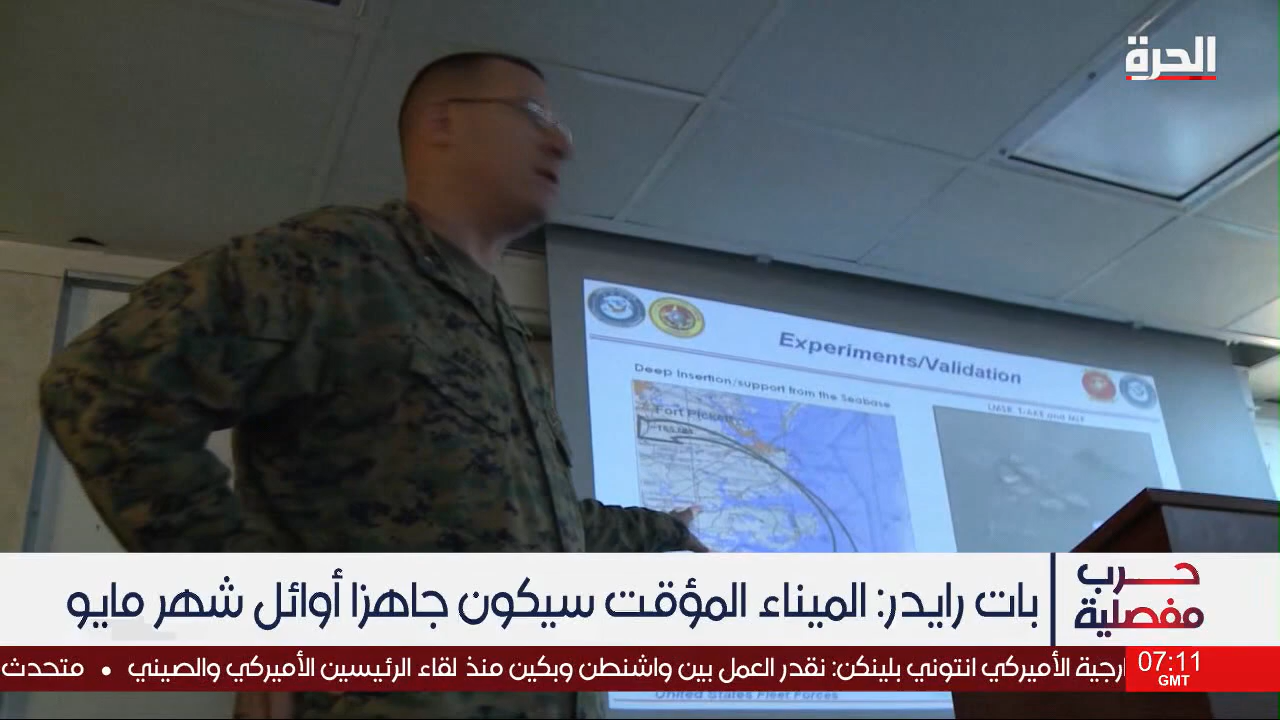 الحرة
Experiments/Validation
Deep Insertion/support from the Seabase
Fort Pickett
حرب
مفصلية
بات رايدر: الميناء المؤقت سيكون جاهزا أوائل شهر مايو
ارجية الأميركي انتوني بلينكن: نقدر العمل بين واشنطن وبكين منذ لقاء الرئيسين الأميركي والصيني • متحدث
07:11
GMT
United States Fleet Forces